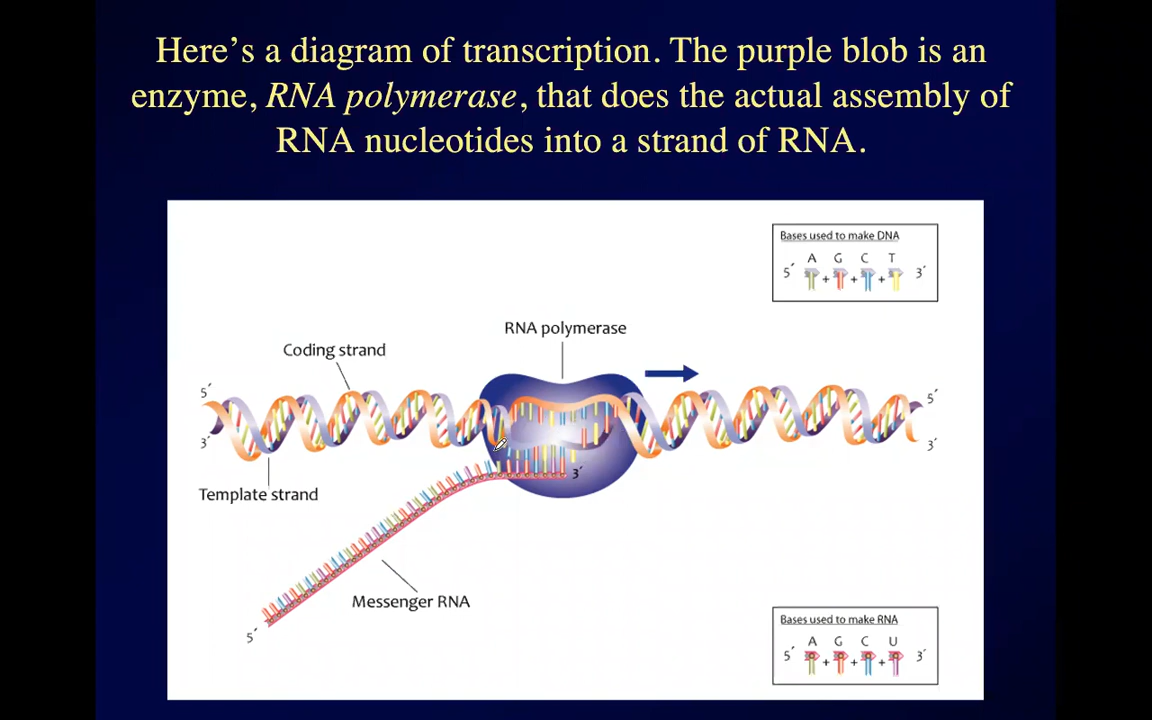 Here’s a diagram of transcription. The purple blob is an
enzyme, RNA polymerase, that does the actual assembly of
RNA nucleotides into a strand of RNA.
Bases used to make DNA
A G C T
5´ + + + 3´
RNA polymerase
Coding strand
5´
3´
5´
3´
Template strand
3´
Messenger RNA
5´
Bases used to make RNA
A G C U
5´ + + + 3´